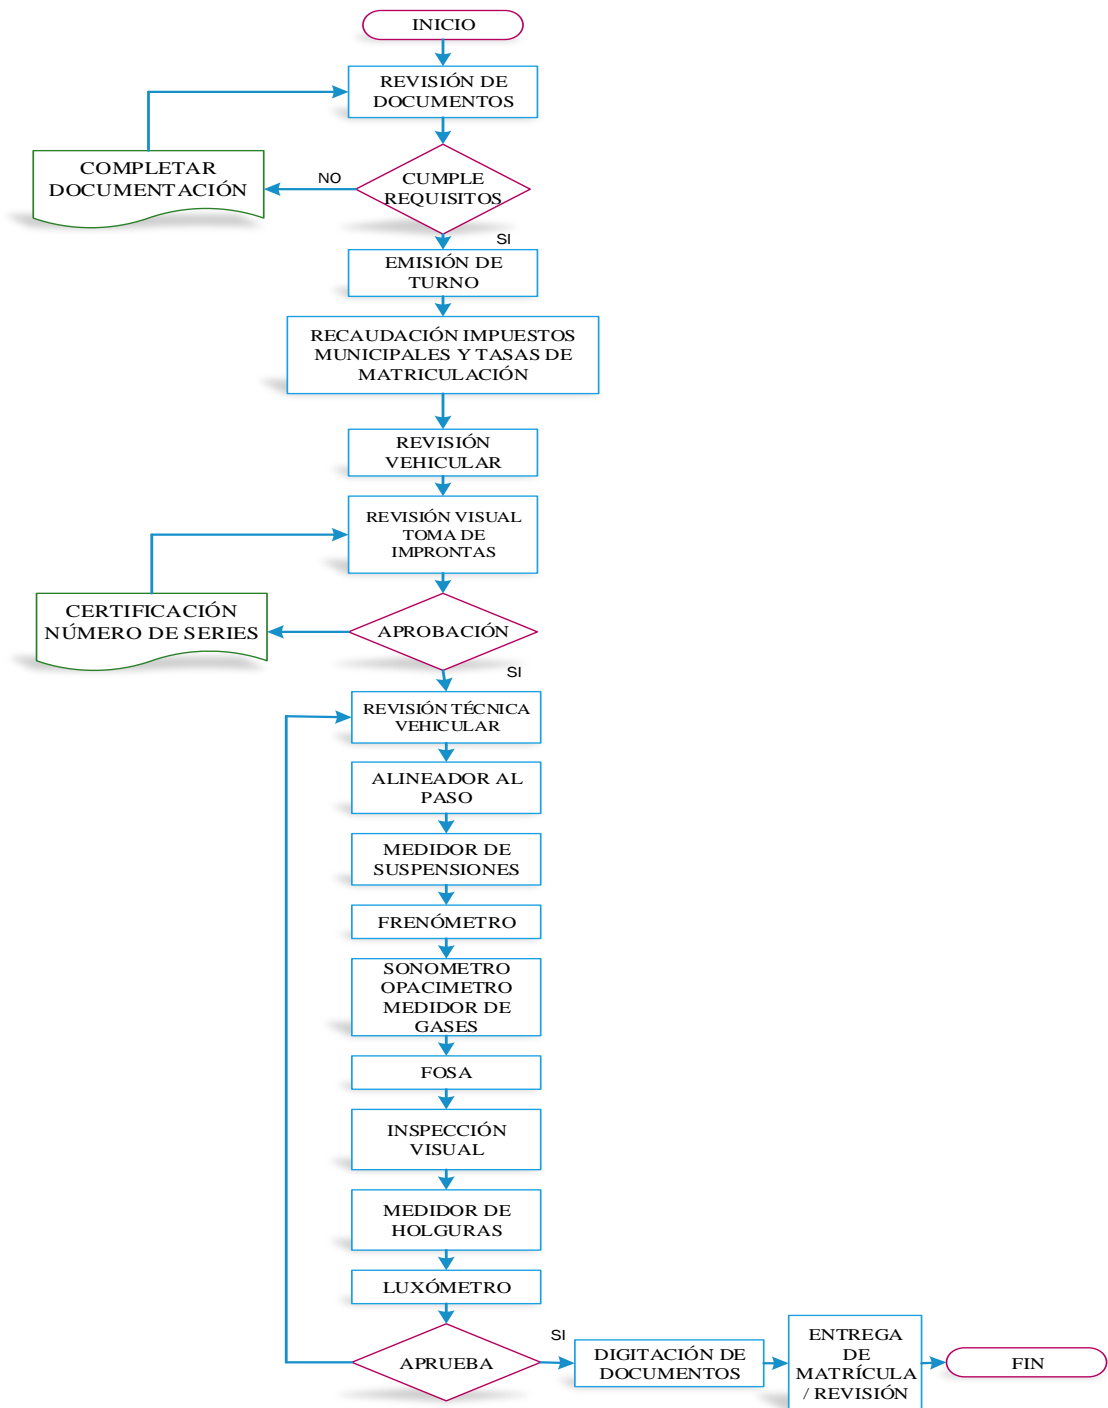 INICIO
REVISIÓN DE
DOCUMENTOS
COMPLETAR
DOCUMENTACIÓN
NO
CUMPLE
REQUISITOS
SI
EMISIÓN DE
TURNO
RECAUDACIÓN IMPUESTOS
MUNICIPALES Y TASAS DE
MATRICULACIÓN
REVISIÓN
VEHICULAR
REVISIÓN VISUAL
TOMA DE
IMPRONTAS
CERTIFICACIÓN
NÚMERO DE SERIES
APROBACIÓN
SI
REVISIÓN TÉCNICA
VEHICULAR
ALINEADOR AL
PASO
MEDIDOR DE
SUSPENSIONES
FRENÓMETRO
SONOMETRO
OPACIMETRO
MEDIDOR DE
GASES
FOSA
INSPECCIÓN
VISUAL
MEDIDOR DE
HOLGURAS
LUXÓMETRO
APRUEBA
SI
DIGITACIÓN DE
DOCUMENTOS
ENTREGA
DE
MATRÍCULA
/ REVISIÓN
FIN